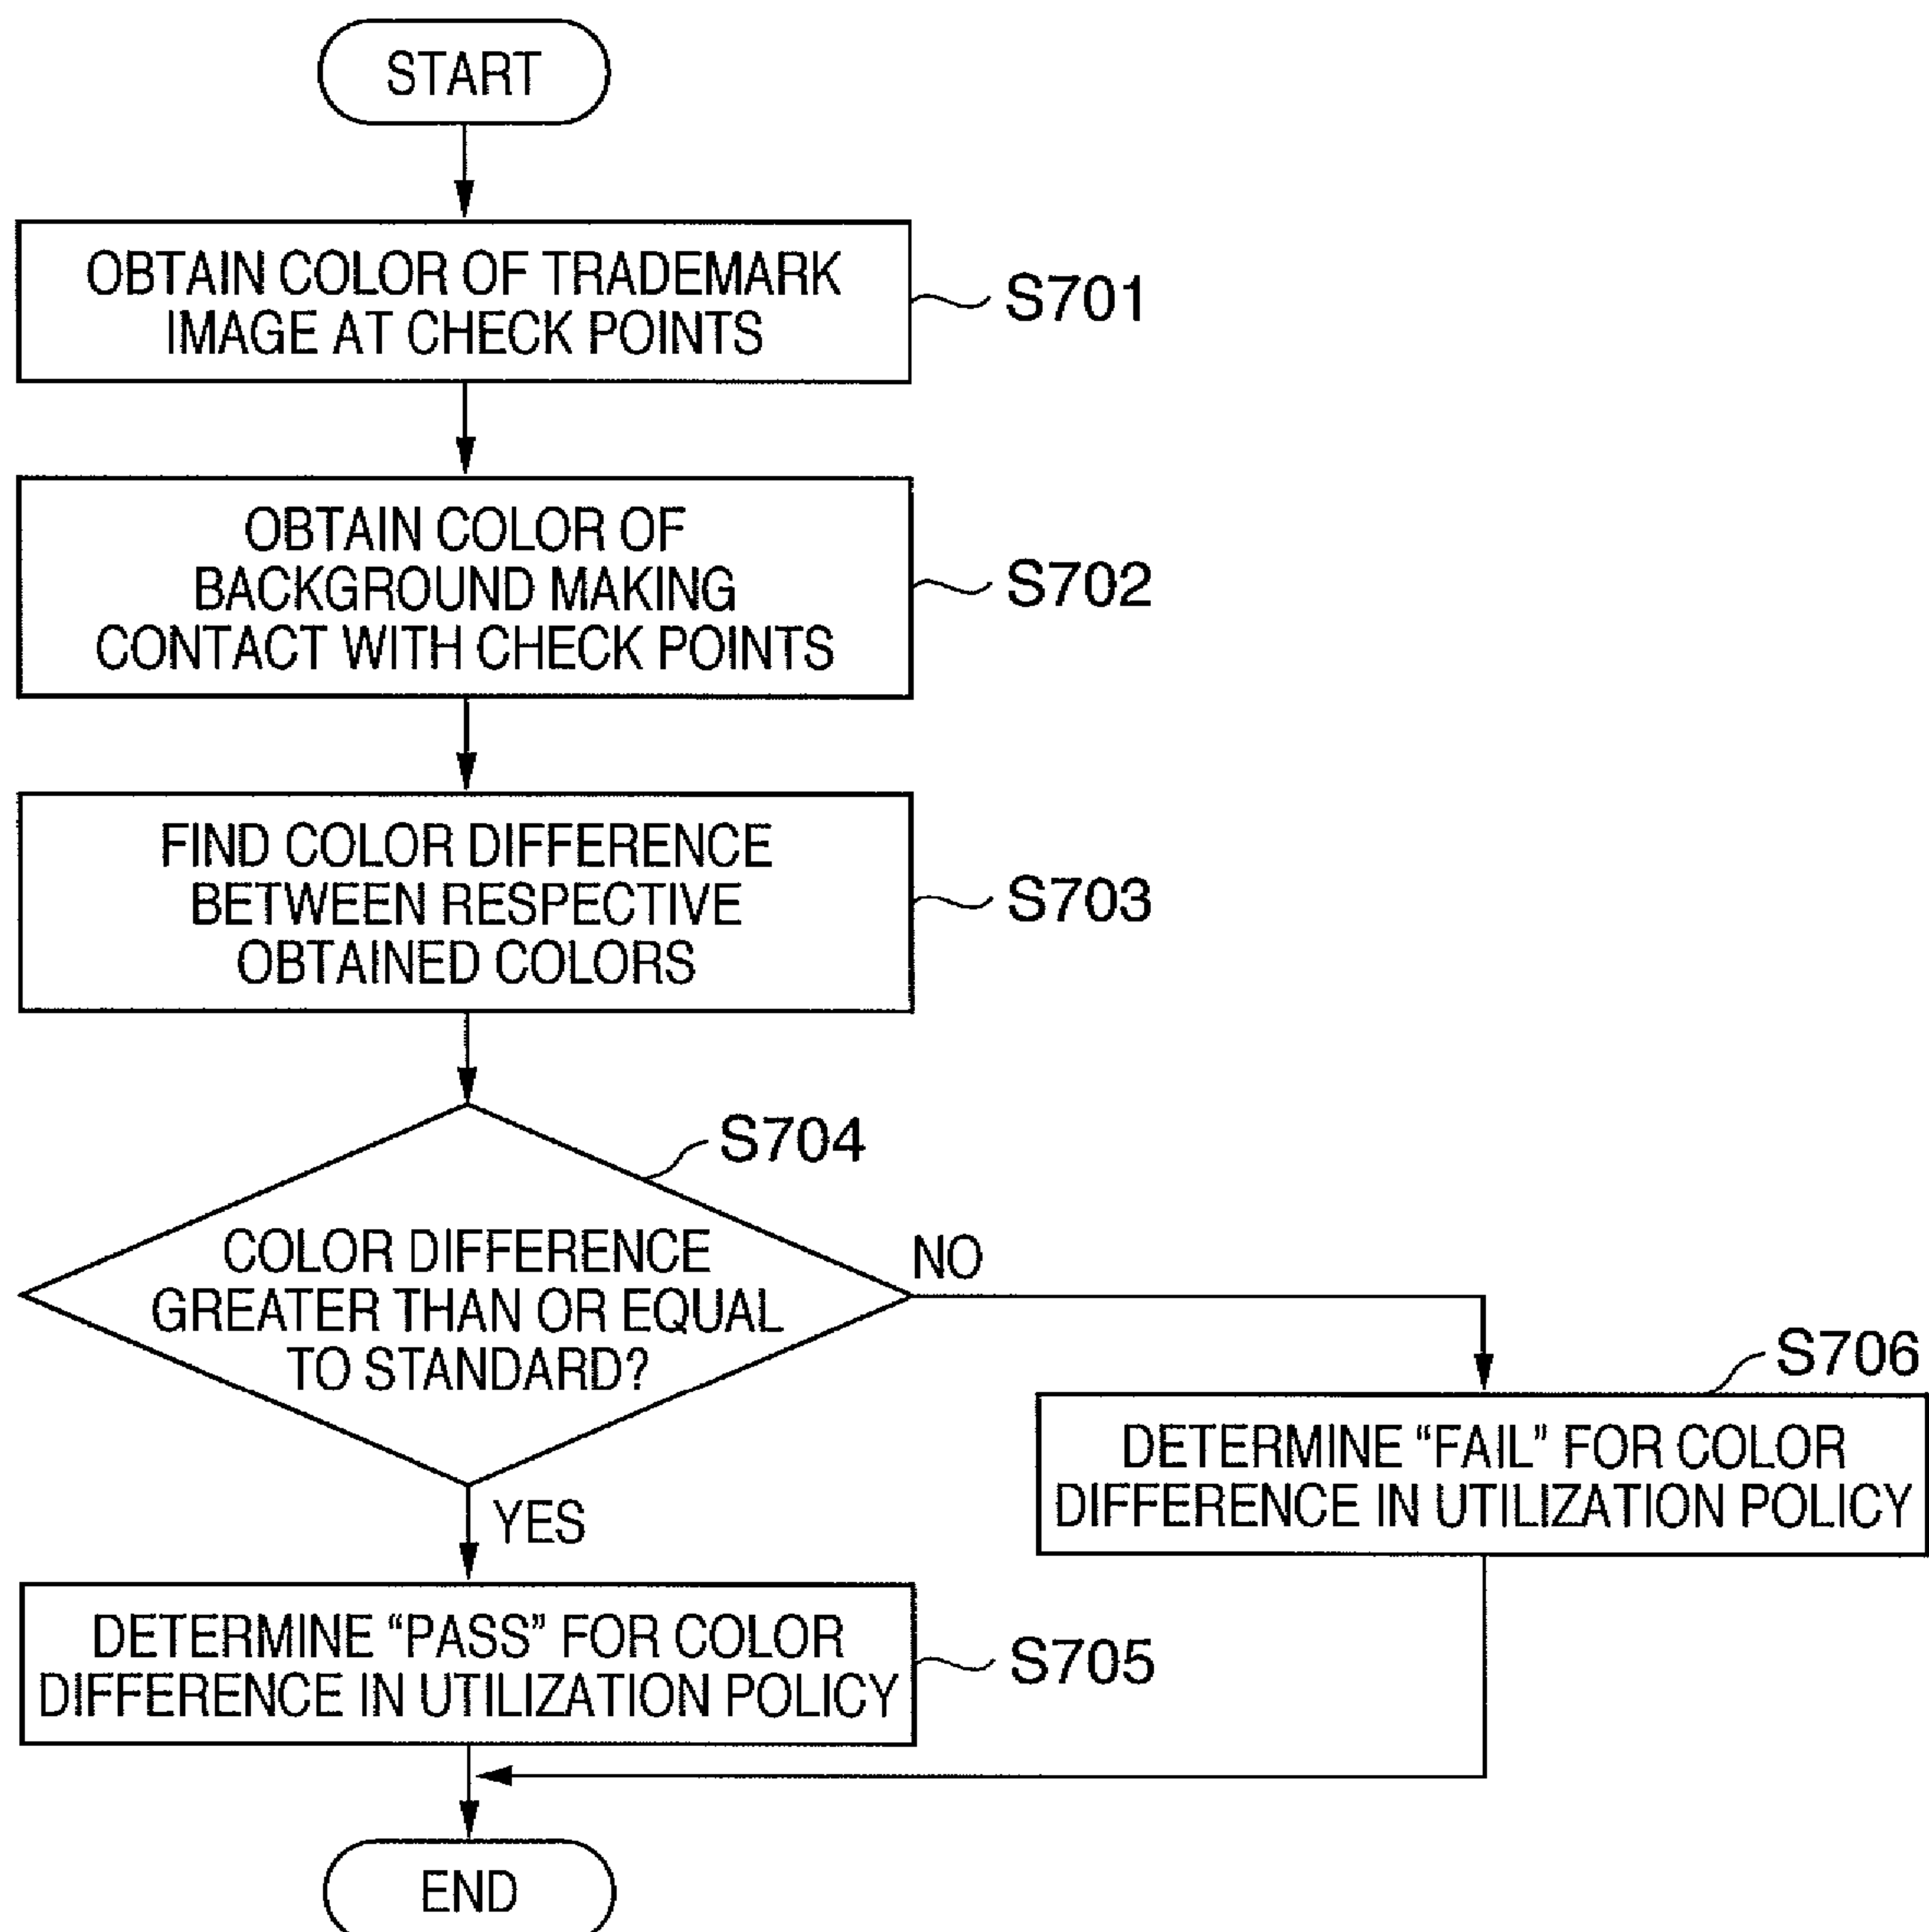 START
OBTAIN COLOR OF TRADEMARK
IMAGE AT CHECK POINTS
S701
OBTAIN COLOR OF
BACKGROUND MAKING
CONTACT WITH CHECK POINTS
S702
FIND COLOR DIFFERENCE
BETWEEN RESPECTIVE
OBTAINED COLORS
S703
S704
COLOR DIFFERENCE
GREATER THAN OR EQUAL
TO STANDARD?
NO
YES
S706
DETERMINE “FAIL” FOR COLOR
DIFFERENCE IN UTILIZATION POLICY
DETERMINE “PASS” FOR COLOR
DIFFERENCE IN UTILIZATION POLICY
S705
END